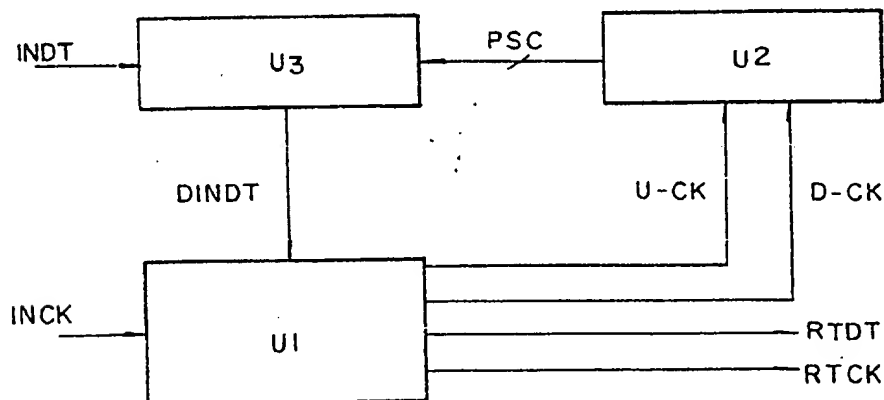 INDT
U3
PSC
U2
DINDT
U-CK
D-CK
INCK
U1
RTDT
RTCK